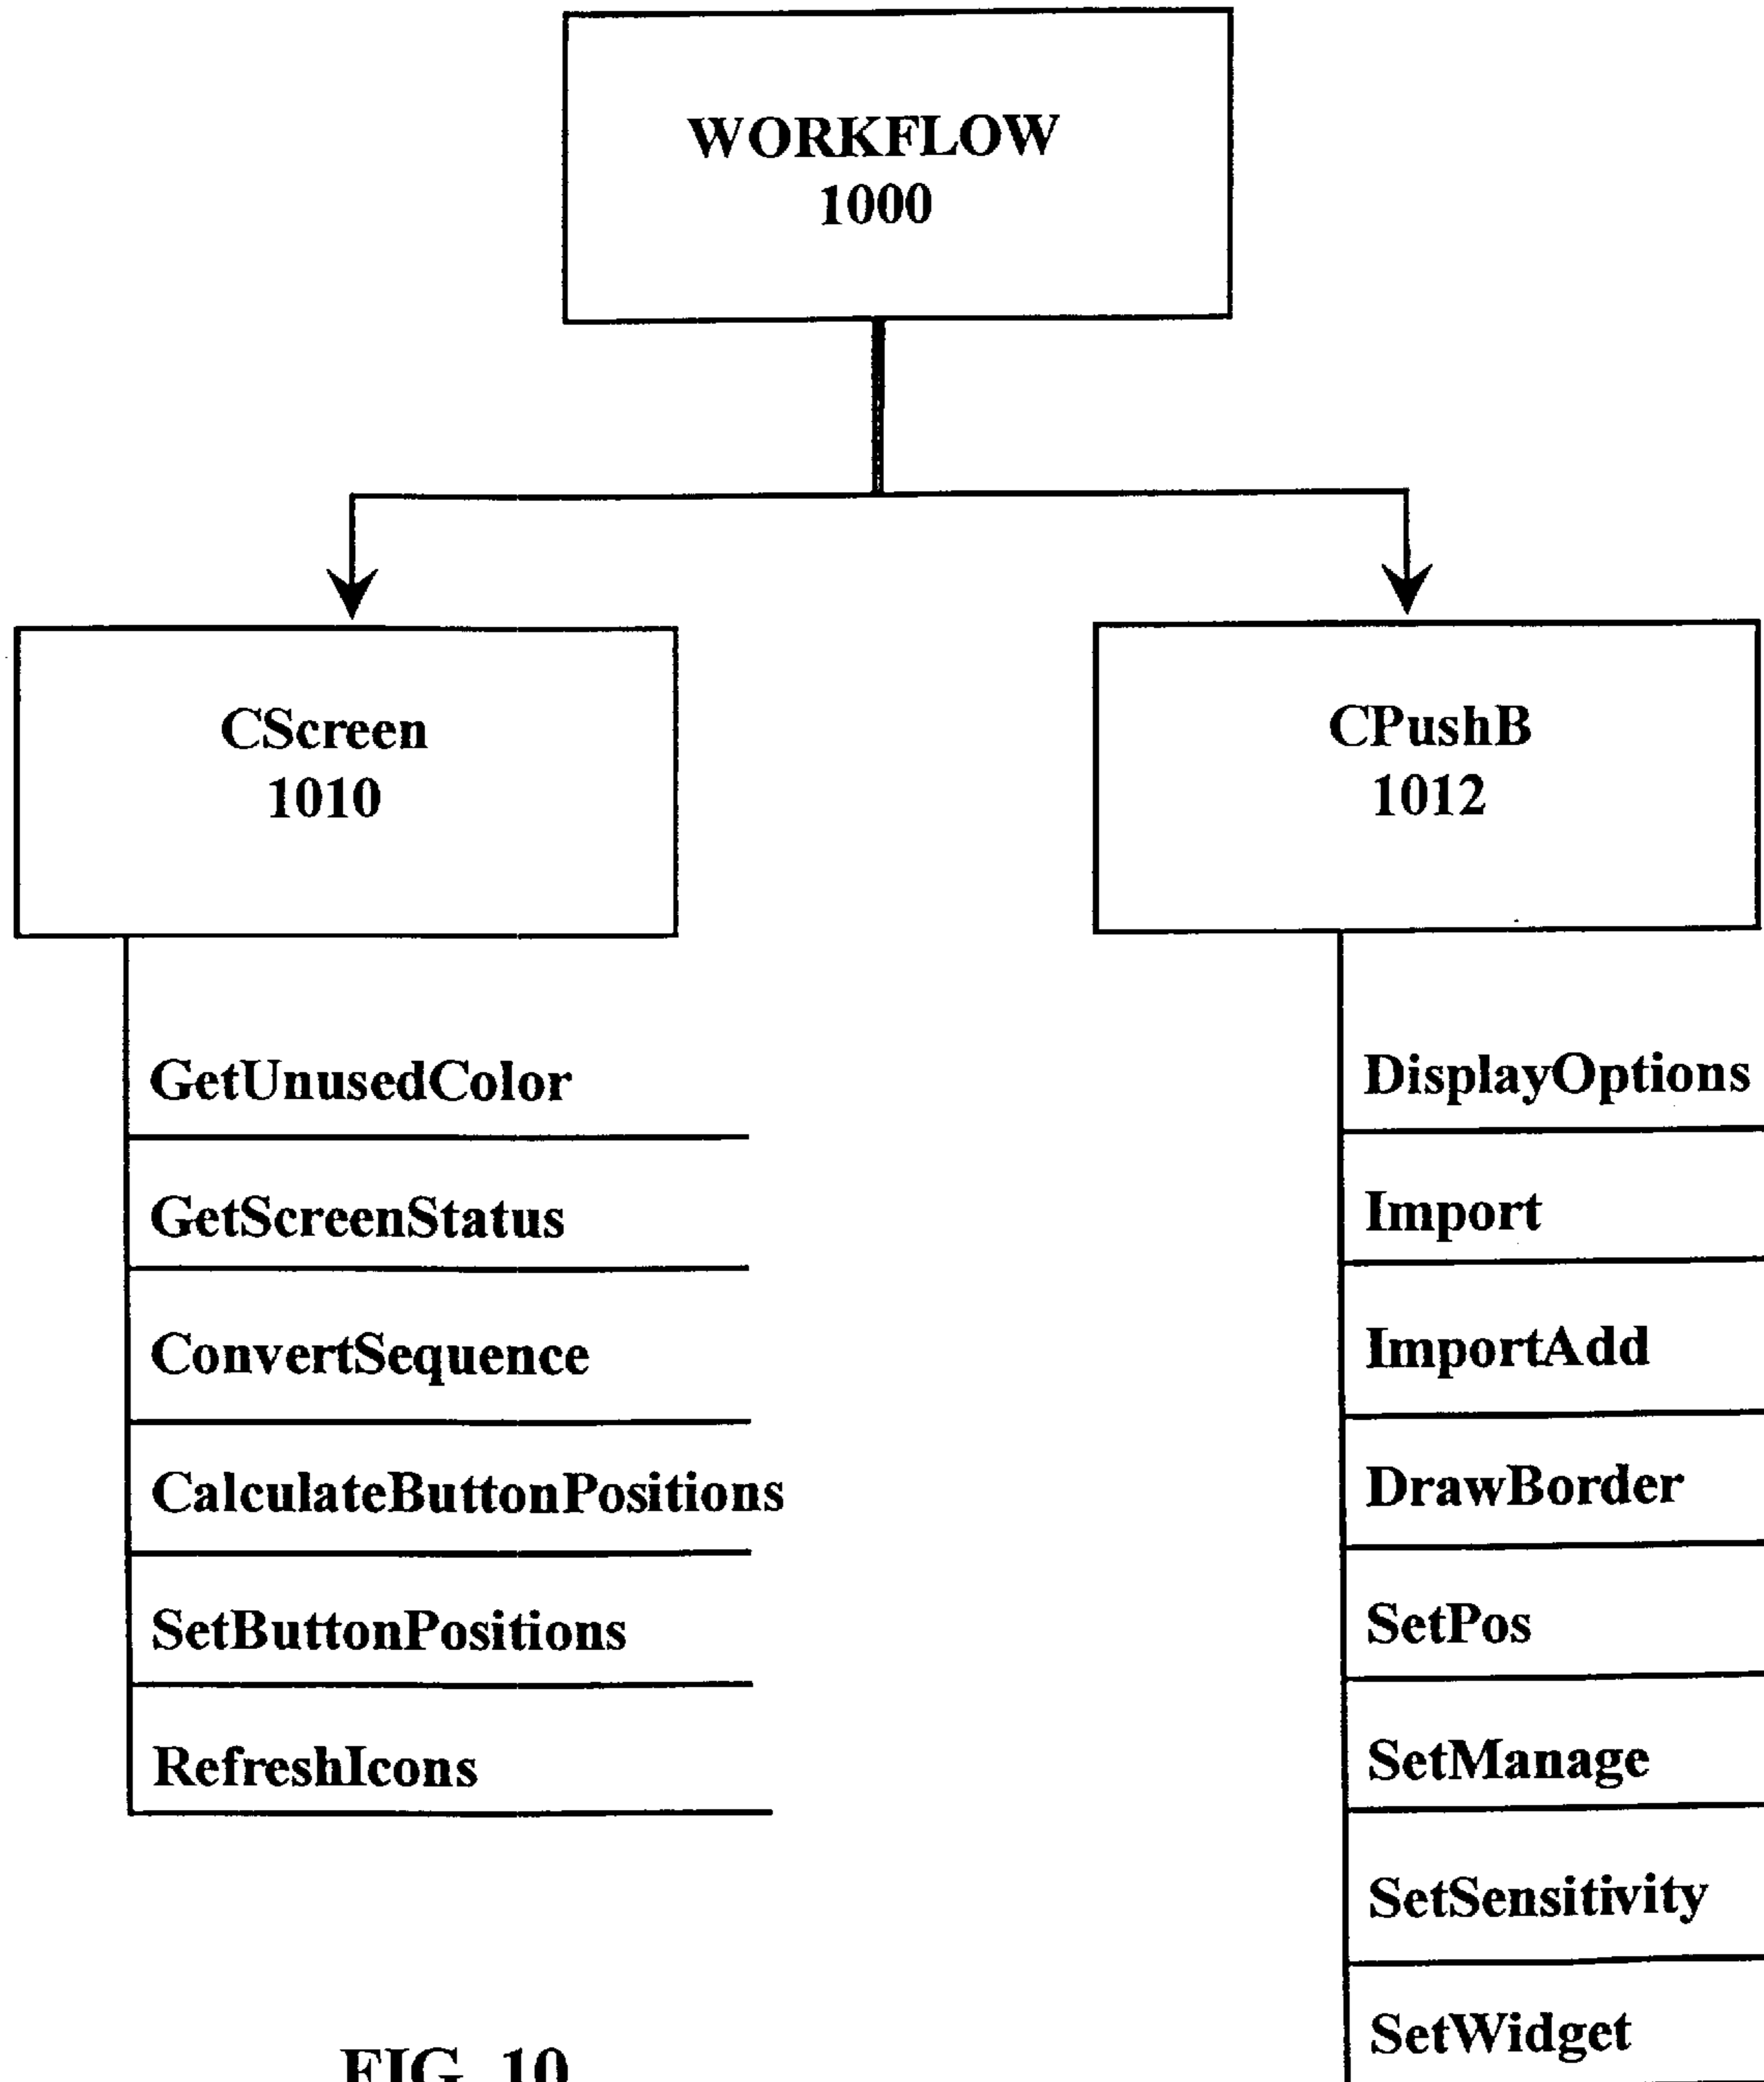 WORKFLOW
1000
CScreen
1010
GetUnusedColor
GetScreenStatus
ConvertSequence
CalculateButtonPositions
SetButtonPositions
RefreshIcons
CPushB
1012
DisplayOptions
Import
ImportAdd
DrawBorder
SetPos
SetManage
SetSensitivity
SetWidget
FIG. 10